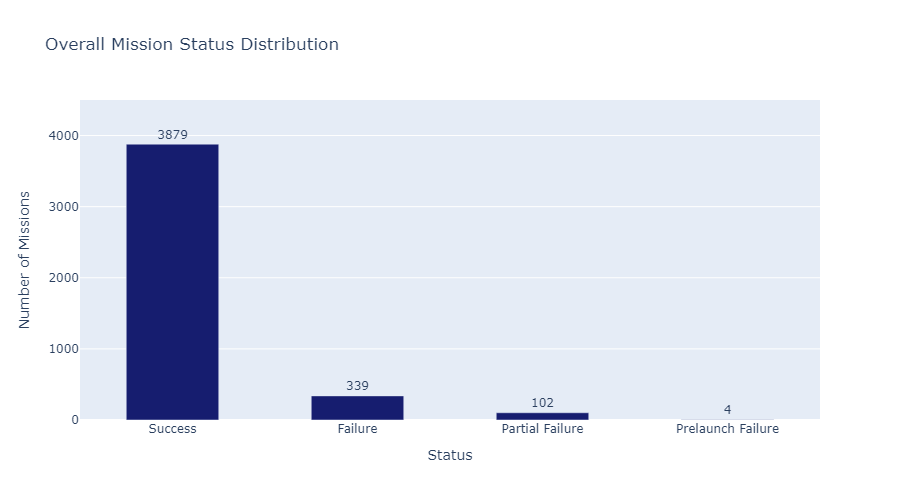 Overall Mission Status Distribution
3879
4000
3000
2000
1000
0
339
102
4
Success
Failure
Partial Failure
Prelaunch Failure
Number of Missions
Status